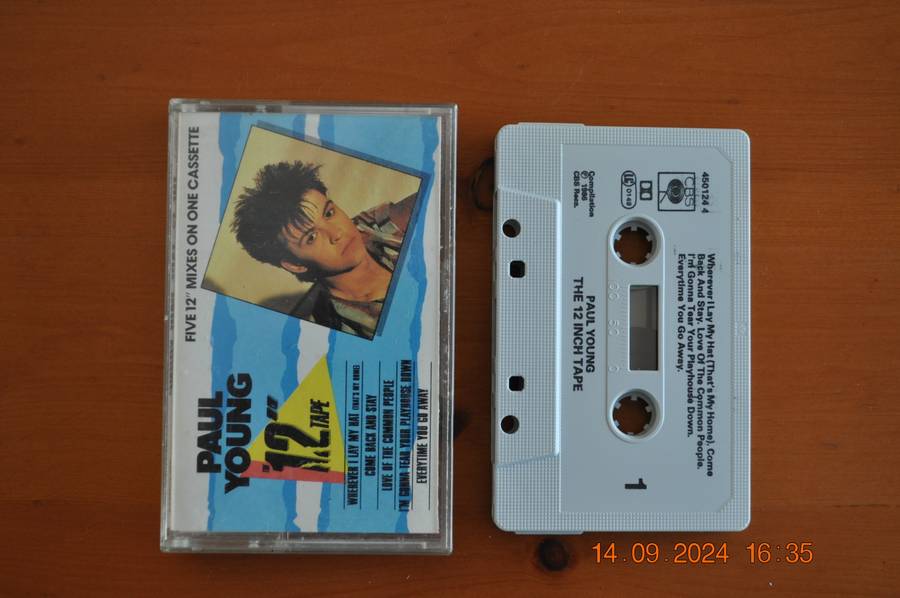 FIVE 12" MIXES ON ONE CASSETTE
PAUL
YOUNG
12"
TAPE
WHEREVER I LAY MY HAT (THAT'S MY HOME)
COME BACK AND STAY
LOVE OF THE COMMON PEOPLE
I'M GONNA TEAR YOUR PLAYHOUSE DOWN
EVERYTIME YOU GO AWAY
450124 4
CBS
Compilation
℗ 1986
CBS Recs.
Wherever I Lay My Hat (That's My Home). Come
Back And Stay. Love Of The Common People.
I'm Gonna Tear Your Playhouse Down.
Everytime You Go Away.
100 50 0
PAUL YOUNG
THE 12 INCH TAPE
1
14.09.2024 16:35